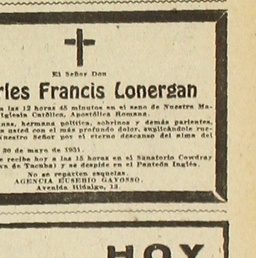 El Señor Don
rles Francis Lonergan
a las 12 horas 45 minutos en el seno de Nuestra Ma-
Iglesia Católica, Apostólica Romana.
nas, hermana política, sobrinos y demás parientes,
a usted con el más profundo dolor, suplicándole rue-
Nuestro Señor por el eterno descanso del alma del
20 de mayo de 1951.
se recibe hoy a las 15 horas en el Sanatorio Cowdray
de Tacuba) y se despide en el Panteón Inglés.
No se reparten esquelas.
AGENCIA EUSEBIO GAYOSSO.
Avenida Hidalgo, 13.
HOY